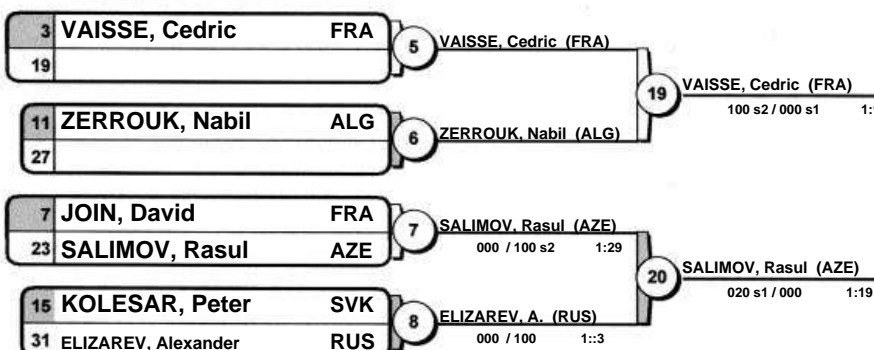 3 VAISSE, Cedric FRA
19
5
VAISSE, Cedric (FRA)
11 ZERROUK, Nabil ALG
27
6
ZERROUK, Nabil (ALG)
19
VAISSE, Cedric (FRA)
100 s2 / 000 s1
7 JOIN, David FRA
23 SALIMOV, Rasul AZE
7
SALIMOV, Rasul (AZE)
000 / 100 s2 1:29
15 KOLESAR, Peter SVK
31 ELIZAREV, Alexander RUS
8
ELIZAREV, A. (RUS)
000 / 100 1::3
20
SALIMOV, Rasul (AZE)
020 s1 / 000 1:19